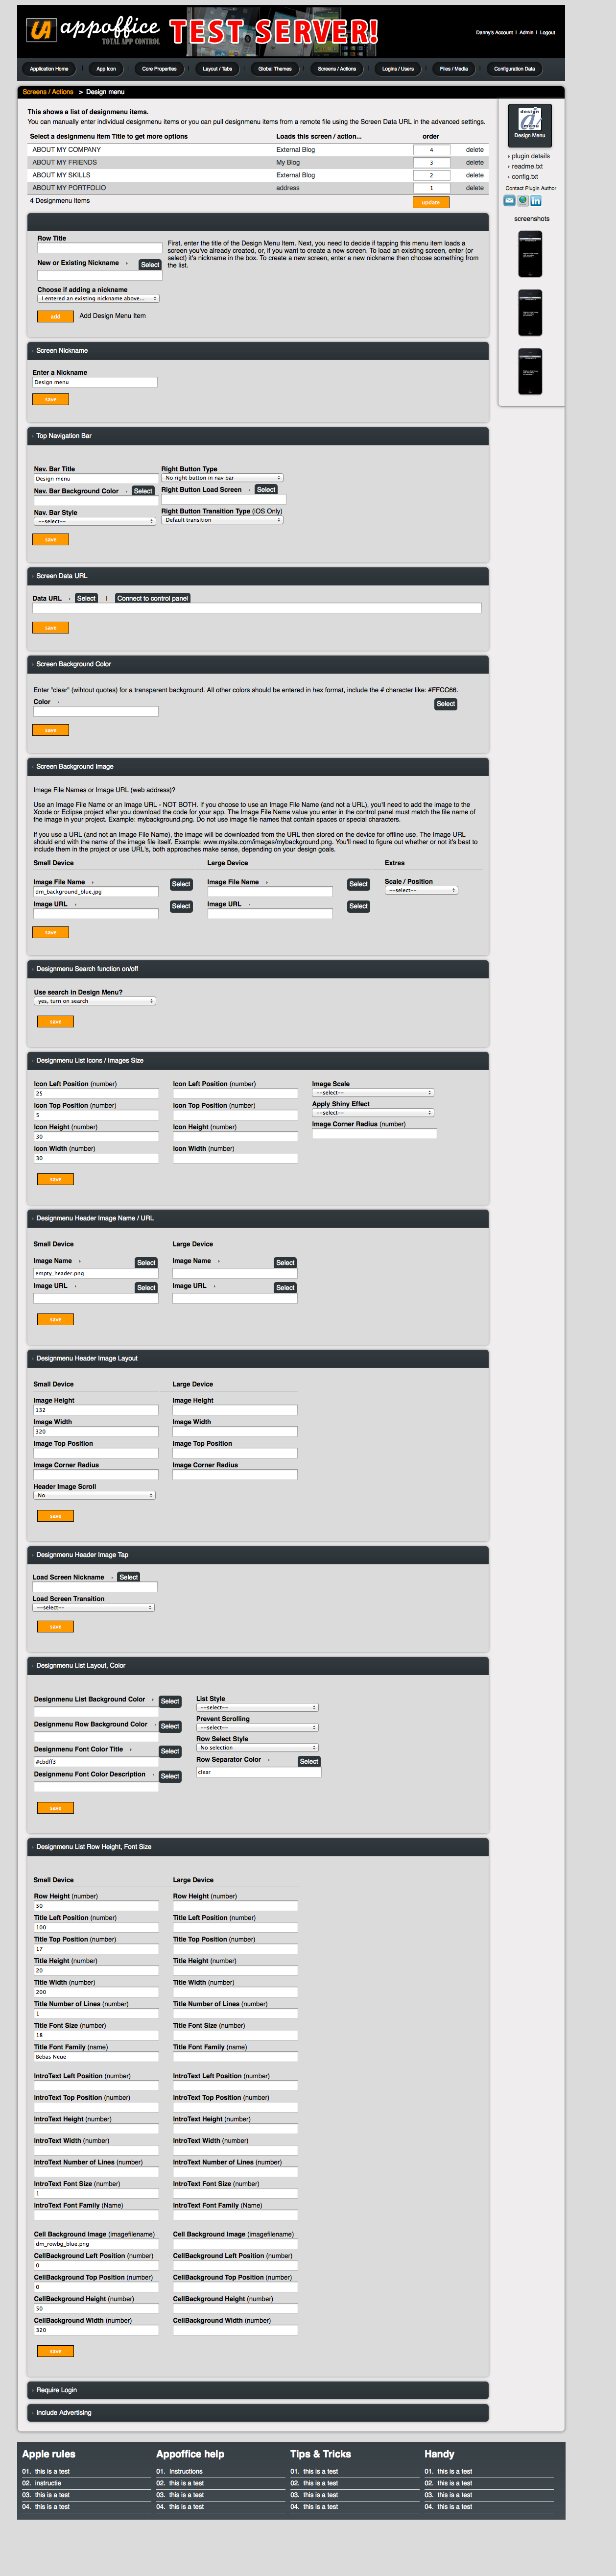 UA appoffice TEST SERVER!
TOTAL APP CONTROL
Danny's Account | Admin | Logout
Application Home App Icon Core Properties Layout / Tabs Global Themes Screens / Actions Logins / Users Files / Media Configuration Data
Screens / Actions > Design menu
This shows a list of designmenu items.
You can manually enter individual designmenu items or you can pull designmenu items from a remote file using the Screen Data URL in the advanced settings.
Select a designmenu Item Title to get more options Loads this screen / action... order
ABOUT MY COMPANY External Blog 4 delete
ABOUT MY FRIENDS My Blog 3 delete
ABOUT MY SKILLS External Blog 2 delete
ABOUT MY PORTFOLIO address 1 delete
4 Designmenu Items update
design
d
menu
Design Menu
plugin details
readme.txt
config.txt
Contact Plugin Author
screenshots
Row Title
New or Existing Nickname Select
First, enter the title of the Design Menu Item. Next, you need to decide if tapping this menu item loads a
screen you've already created, or, if you want to create a new screen. To load an existing screen, enter (or
select) it's nickname in the box. To create a new screen, enter a new nickname then choose something from
the list.
Choose if adding a nickname
I entered an existing nickname above...
add Add Design Menu Item
Screen Nickname
Enter a Nickname
Design menu
save
Top Navigation Bar
Nav. Bar Title Right Button Type
Design menu No right button in nav bar
Nav. Bar Background Color Select Right Button Load Screen Select
Nav. Bar Style Right Button Transition Type (iOS Only)
--select-- Default transition
save
Screen Data URL
Data URL Select | Connect to control panel
save
Screen Background Color
Enter "clear" (wihtout quotes) for a transparent background. All other colors should be entered in hex format, include the # character like: #FFCC66.
Color Select
save
Screen Background Image
Image File Names or Image URL (web address)?
Use an Image File Name or an Image URL - NOT BOTH. If you choose to use an Image File Name (and not a URL), you'll need to add the image to the
Xcode or Eclipse project after you download the code for your app. The Image File Name value you enter in the control panel must match the file name of
the image in your project. Example: mybackground.png. Do not use image file names that contain spaces or special characters.
If you use a URL (and not an Image File Name), the image will be downloaded from the URL then stored on the device for offline use. The Image URL
should end with the name of the image file itself. Example: www.mysite.com/images/mybackground.png. You'll need to figure out whether or not it's best to
include them in the project or use URL's, both approaches make sense, depending on your design goals.
Small Device Large Device Extras
Image File Name Select Image File Name Select Scale / Position
dm_background_blue.jpg --select--
Image URL Select Image URL Select
save
Designmenu Search function on/off
Use search in Design Menu?
yes, turn on search
save
Designmenu List Icons / Images Size
Icon Left Position (number) Icon Left Position (number) Image Scale
25 --select--
Icon Top Position (number) Icon Top Position (number) Apply Shiny Effect
5 --select--
Icon Height (number) Icon Height (number) Image Corner Radius (number)
30
Icon Width (number) Icon Width (number)
30
save
Designmenu Header Image Name / URL
Small Device Large Device
Image Name Select Image Name Select
empty_header.png
Image URL Select Image URL Select
save
Designmenu Header Image Layout
Small Device Large Device
Image Height Image Height
132
Image Width Image Width
320
Image Top Position Image Top Position
Image Corner Radius Image Corner Radius
Header Image Scroll
No
save
Designmenu Header Image Tap
Load Screen Nickname Select
Load Screen Transition
--select--
save
Designmenu List Layout, Color
Designmenu List Background Color Select List Style
--select--
Designmenu Row Background Color Select Prevent Scrolling
--select--
Designmenu Font Color Title Select Row Select Style
#cbdff3 No selection
Designmenu Font Color Description Select Row Separator Color Select
clear
save
Designmenu List Row Height, Font Size
Small Device Large Device
Row Height (number) Row Height (number)
50
Title Left Position (number) Title Left Position (number)
100
Title Top Position (number) Title Top Position (number)
17
Title Height (number) Title Height (number)
20
Title Width (number) Title Width (number)
200
Title Number of Lines (number) Title Number of Lines (number)
1
Title Font Size (number) Title Font Size (number)
18
Title Font Family (name) Title Font Family (name)
Bebas Neue
IntroText Left Position (number) IntroText Left Position (number)
IntroText Top Position (number) IntroText Top Position (number)
IntroText Height (number) IntroText Height (number)
IntroText Width (number) IntroText Width (number)
IntroText Number of Lines (number) IntroText Number of Lines (number)
IntroText Font Size (number) IntroText Font Size (number)
1
IntroText Font Family (Name) IntroText Font Family (Name)
Cell Background Image (imagefilename) Cell Background Image (imagefilename)
dm_rowbg_blue.png
CellBackground Left Position (number) CellBackground Left Position (number)
0
CellBackground Top Position (number) CellBackground Top Position (number)
0
CellBackground Height (number) CellBackground Height (number)
50
CellBackground Width (number) CellBackground Width (number)
320
save
Require Login
Include Advertising
Apple rules Appoffice help Tips & Tricks Handy
01. this is a test 01. Instructions 01. this is a test 01. this is a test
02. instructie 02. this is a test 02. this is a test 02. this is a test
03. this is a test 03. this is a test 03. this is a test 03. this is a test
04. this is a test 04. this is a test 04. this is a test 04. this is a test